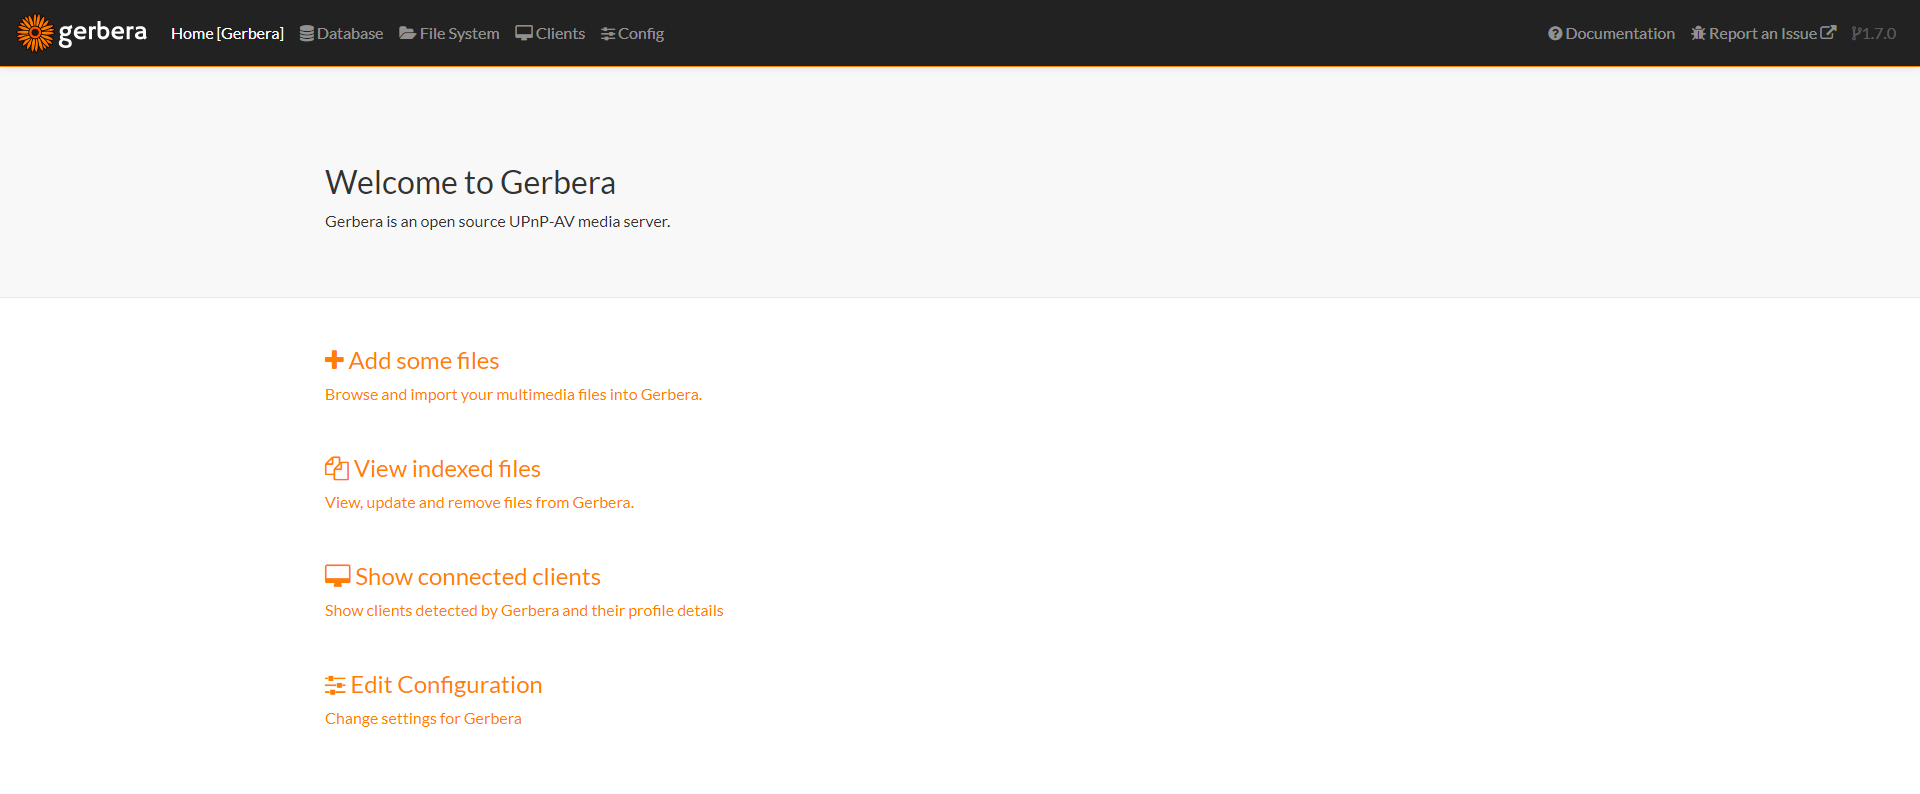 gerbera Home [Gerbera] Database File System Clients Config Documentation Report an Issue 1.7.0
Welcome to Gerbera
Gerbera is an open source UPnP-AV media server.
Add some files
Browse and import your multimedia files into Gerbera.
View indexed files
View, update and remove files from Gerbera.
Show connected clients
Show clients detected by Gerbera and their profile details
Edit Configuration
Change settings for Gerbera